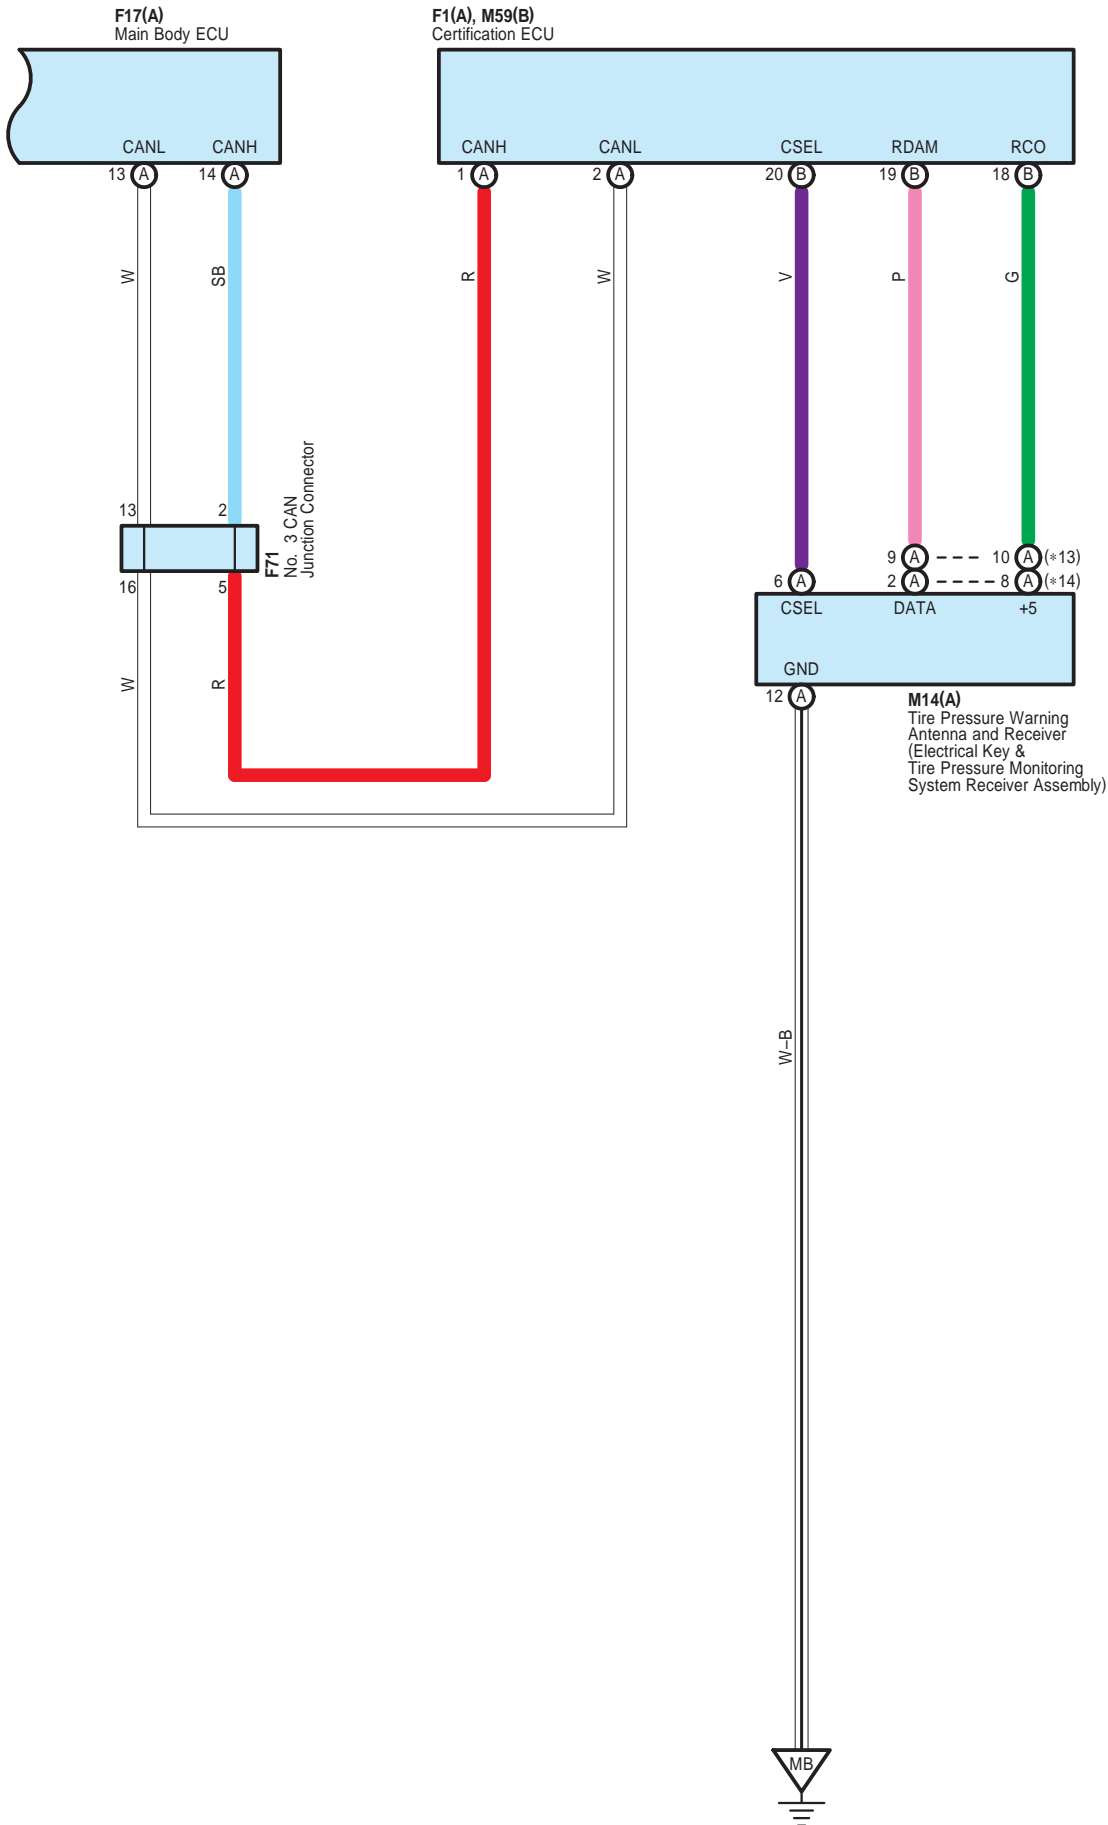 F17(A)
Main Body ECU
F1(A), M59(B)
Certification ECU
CANL CANH
CANH CANL CSEL RDAM RCO
13 A 14 A 1 A 2 A 20 B 19 B 18 B
W SB R W V P G
13 2
F71
No. 3 CAN
Junction Connector
16 5
9 A 10 A (*13)
6 A 2 A 8 A (*14)
CSEL DATA +5
GND
12 A
W R
M14(A)
Tire Pressure Warning
Antenna and Receiver
(Electrical Key &
Tire Pressure Monitoring
System Receiver Assembly)
W–B
MB